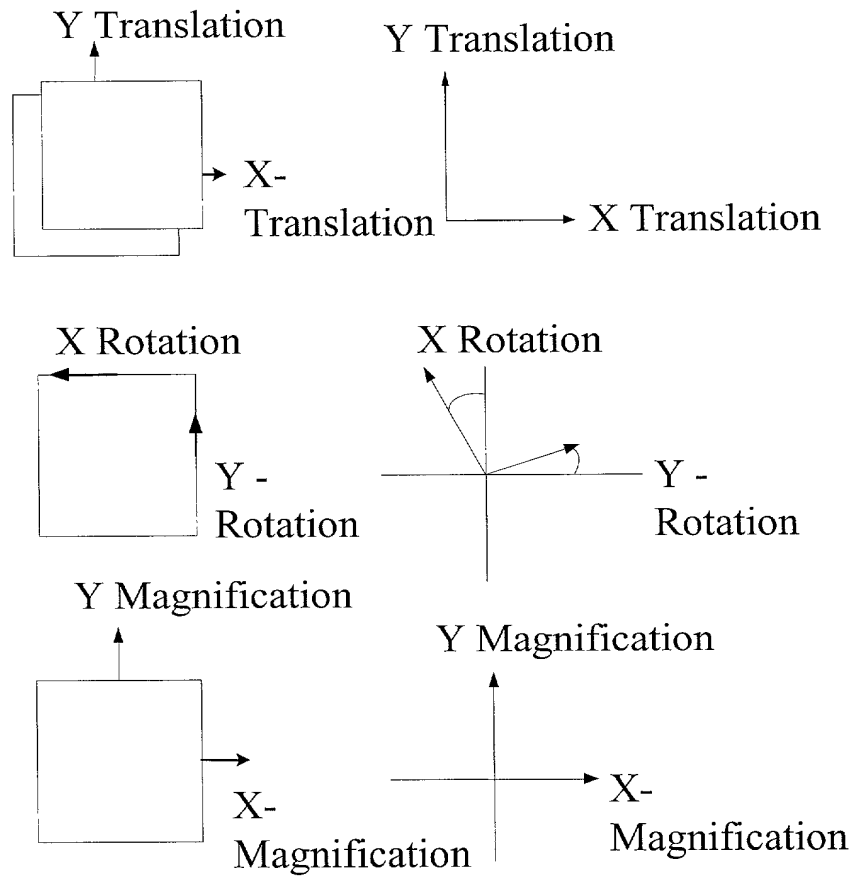 Y Translation
X-
Translation
Y Translation
X Translation
X Rotation
Y -
Rotation
X Rotation
Y -
Rotation
Y Magnification
X-
Magnification
Y Magnification
X-
Magnification